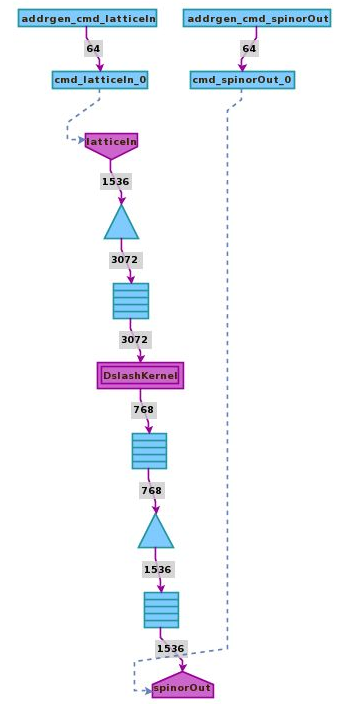 addrgen_cmd_latticeIn
addrgen_cmd_spinorOut
64
64
cmd_latticeIn_0
cmd_spinorOut_0
latticeIn
1536
3072
3072
DslashKernel
768
768
1536
1536
spinorOut